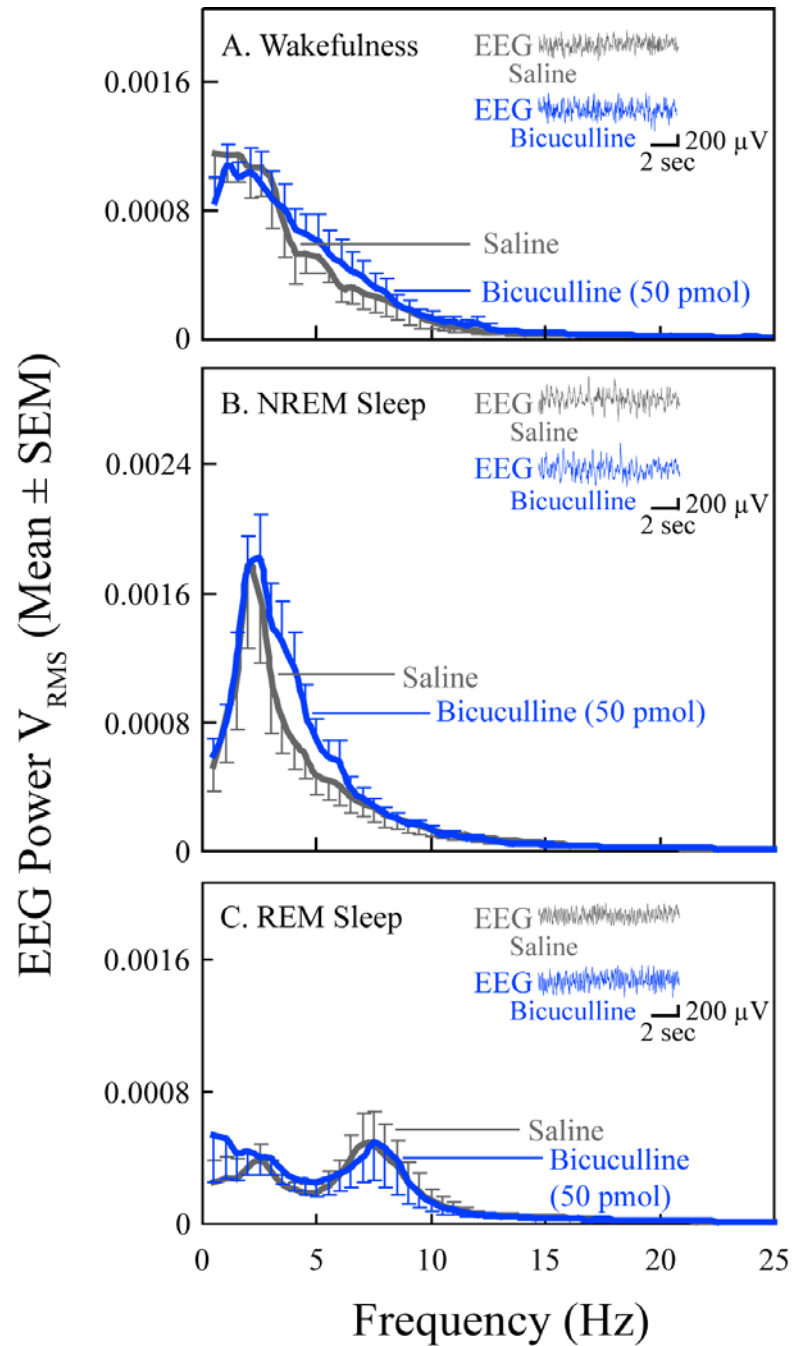 EEG Power V_RMS (Mean ± SEM)
A. Wakefulness
EEG
Saline
EEG
Bicuculline
200 µV
2 sec
0.0016
0.0008
0
Saline
Bicuculline (50 pmol)
B. NREM Sleep
EEG
Saline
EEG
Bicuculline
200 µV
2 sec
0.0024
0.0016
0.0008
0
Saline
Bicuculline (50 pmol)
C. REM Sleep
EEG
Saline
EEG
Bicuculline
200 µV
2 sec
0.0016
0.0008
0
Saline
Bicuculline
(50 pmol)
0 5 10 15 20 25
Frequency (Hz)